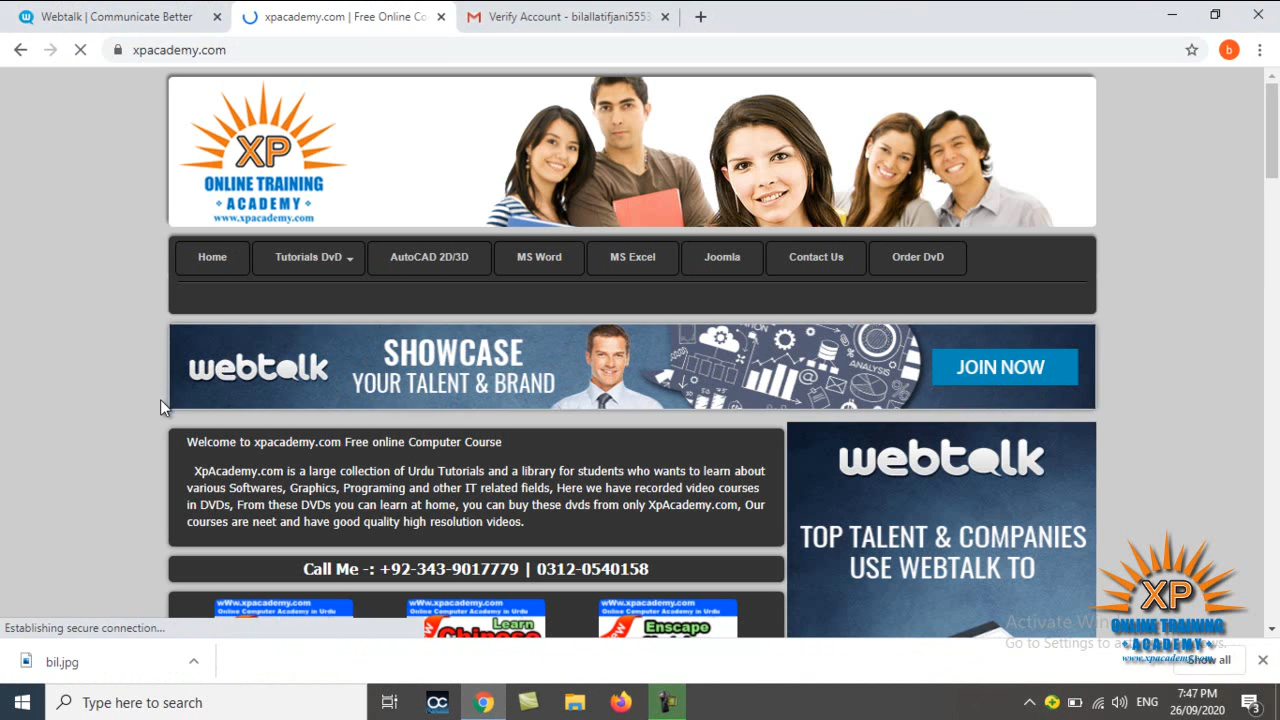 Webtalk | Communicate Better
xpacademy.com | Free Online Co
Verify Account - bilallatifjani5553
xpacademy.com
b
XP
ONLINE TRAINING
ACADEMY
www.xpacademy.com
Home
Tutorials DvD
AutoCAD 2D/3D
MS Word
MS Excel
Joomla
Contact Us
Order DvD
webtalk
SHOWCASE
YOUR TALENT & BRAND
ANALYSIS
JOIN NOW
Welcome to xpacademy.com Free online Computer Course
XpAcademy.com is a large collection of Urdu Tutorials and a library for students who wants to learn about
various Softwares, Graphics, Programing and other IT related fields, Here we have recorded video courses
in DVDs, From these DVDs you can learn at home, you can buy these dvds from only XpAcademy.com, Our
courses are neet and have good quality high resolution videos.
Call Me -: +92-343-9017779 | 0312-0540158
wWw.xpacademy.com
Online Computer Academy in Urdu
wWw.xpacademy.com
Online Computer Academy in Urdu
Learn
Chinese
wWw.xpacademy.com
Online Computer Academy in Urdu
Enscape
webtalk
TOP TALENT & COMPANIES
USE WEBTALK TO
XP
ONLINE TRAINING
ACADEMY
www.xpacademy.com
Establishing secure connection...
bil.jpg
Show all
Type here to search
ENG
7:47 PM
26/09/2020
3